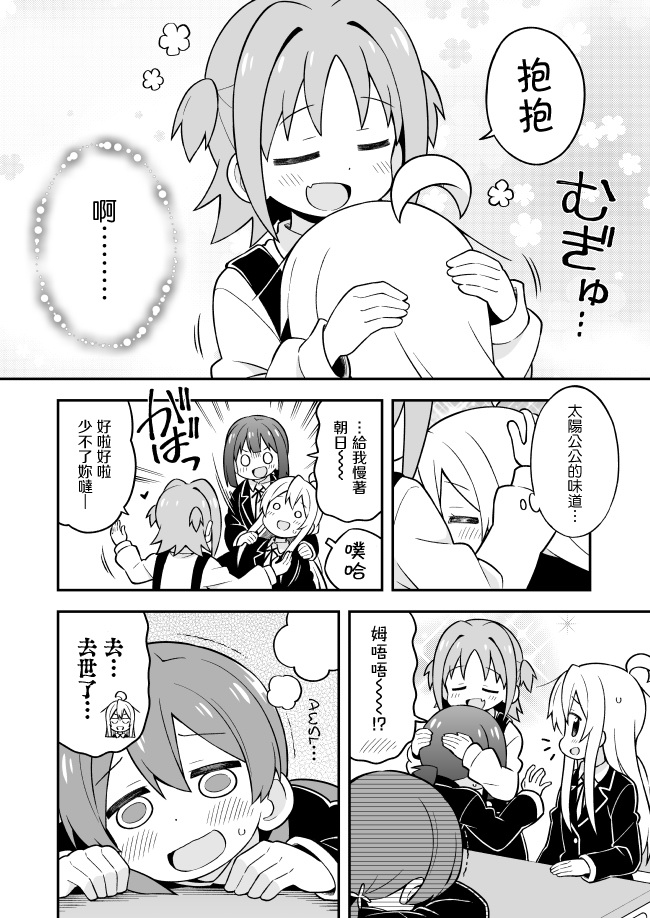 抱抱
むぎゅ…
啊………
太陽公公的味道…
…給我慢著
朝日~~~
噗哈
がばっ
好啦好啦
少不了妳噠—
姆唔唔~~~!?
AWSL…
去…
去世了…